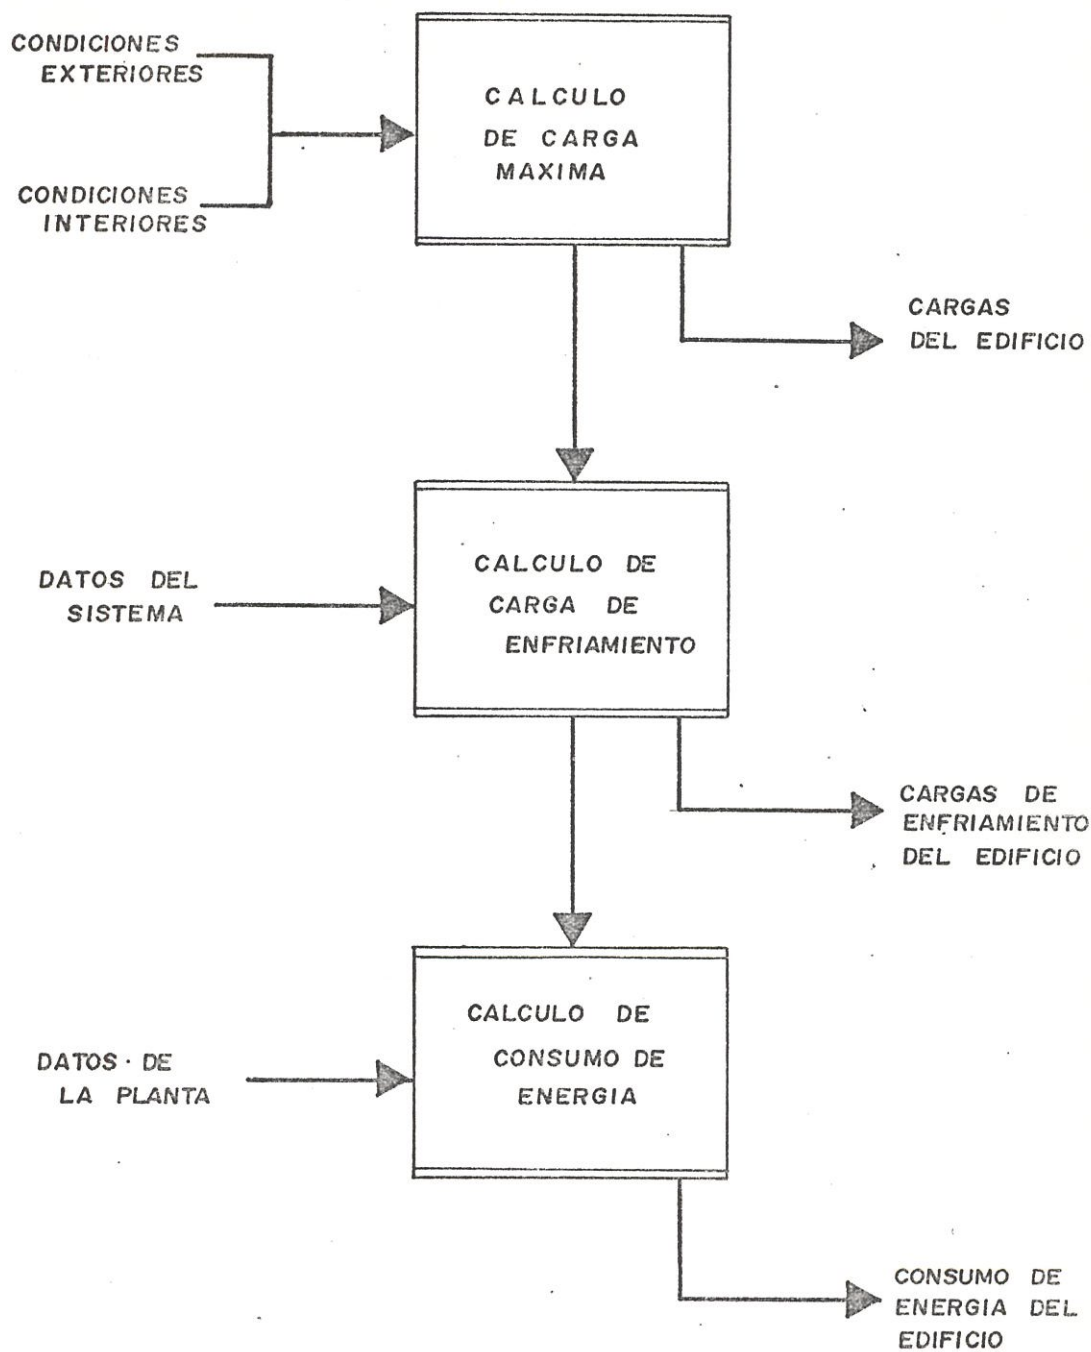 CONDICIONES
EXTERIORES
CALCULO
DE CARGA
MAXIMA
CONDICIONES
INTERIORES
CARGAS
DEL EDIFICIO
CALCULO DE
CARGA DE
ENFRIAMIENTO
DATOS DEL
SISTEMA
CARGAS DE
ENFRIAMIENTO
DEL EDIFICIO
CALCULO DE
CONSUMO DE
ENERGIA
DATOS DE
LA PLANTA
CONSUMO DE
ENERGIA DEL
EDIFICIO